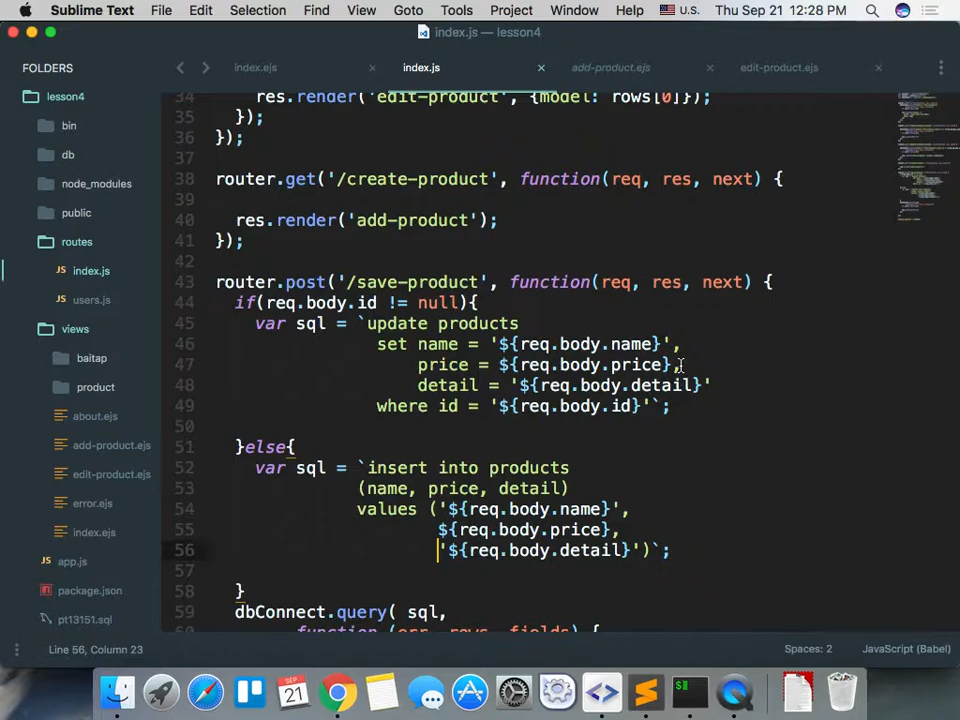 Sublime Text File Edit Selection Find View Goto Tools Project Window Help U.S. Thu Sep 21 12:28 PM
index.js — lesson4
FOLDERS
lesson4
bin
db
node_modules
public
routes
JS index.js
JS users.js
views
baitap
product
about.ejs
add-product.ejs
edit-product.ejs
error.ejs
index.ejs
app.js
package.json
pt13151.sql
index.ejs × index.js × add-product.ejs × edit-product.ejs ×
34 res.render('edit-product', {model: rows[0]});
35 });
36 });
37
38 router.get('/create-product', function(req, res, next) {
39
40 res.render('add-product');
41 });
42
43 router.post('/save-product', function(req, res, next) {
44 if(req.body.id != null){
45 var sql = `update products
46 set name = '${req.body.name}',
47 price = ${req.body.price},
48 detail = '${req.body.detail}'
49 where id = '${req.body.id}'`;
50
51 }else{
52 var sql = `insert into products
53 (name, price, detail)
54 values ('${req.body.name}',
55 ${req.body.price},
56 '${req.body.detail}')`;
57
58 }
59 dbConnect.query( sql,
60 function (err, rows, fields) {
Line 56, Column 23 Spaces: 2 JavaScript (Babel)
SEP
21